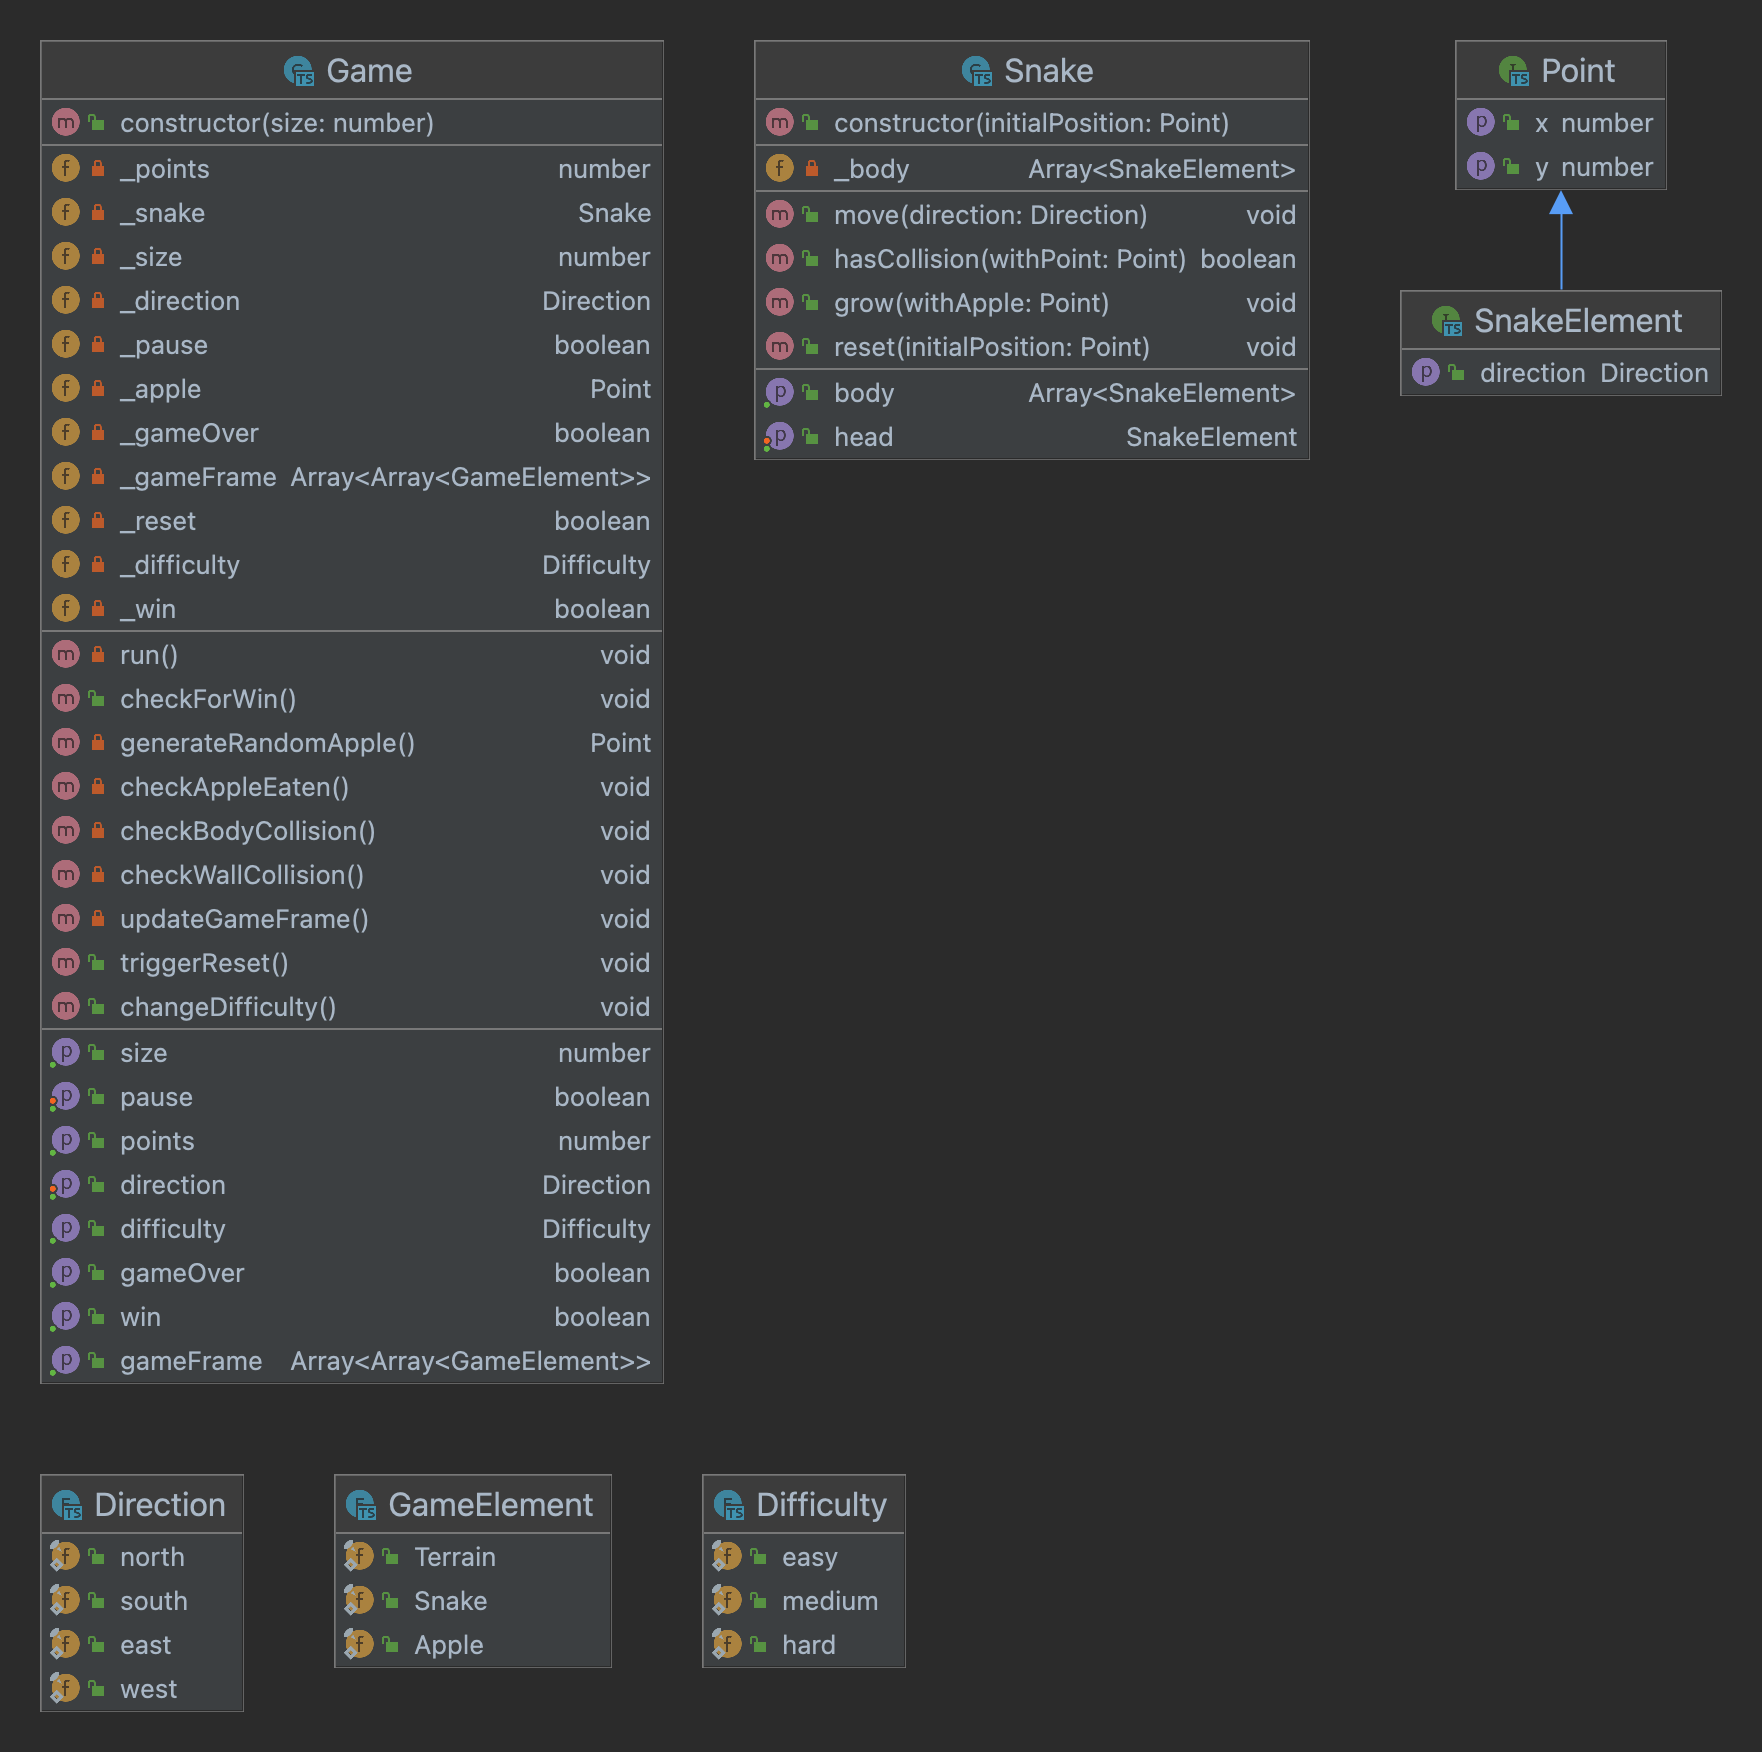 Game
constructor(size: number)
_points number
_snake Snake
_size number
_direction Direction
_pause boolean
_apple Point
_gameOver boolean
_gameFrame Array<Array<GameElement>>
_reset boolean
_difficulty Difficulty
_win boolean
run() void
checkForWin() void
generateRandomApple() Point
checkAppleEaten() void
checkBodyCollision() void
checkWallCollision() void
updateGameFrame() void
triggerReset() void
changeDifficulty() void
size number
pause boolean
points number
direction Direction
difficulty Difficulty
gameOver boolean
win boolean
gameFrame Array<Array<GameElement>>
Snake
constructor(initialPosition: Point)
_body Array<SnakeElement>
move(direction: Direction) void
hasCollision(withPoint: Point) boolean
grow(withApple: Point) void
reset(initialPosition: Point) void
body Array<SnakeElement>
head SnakeElement
Point
x number
y number
SnakeElement
direction Direction
Direction
north
south
east
west
GameElement
Terrain
Snake
Apple
Difficulty
easy
medium
hard